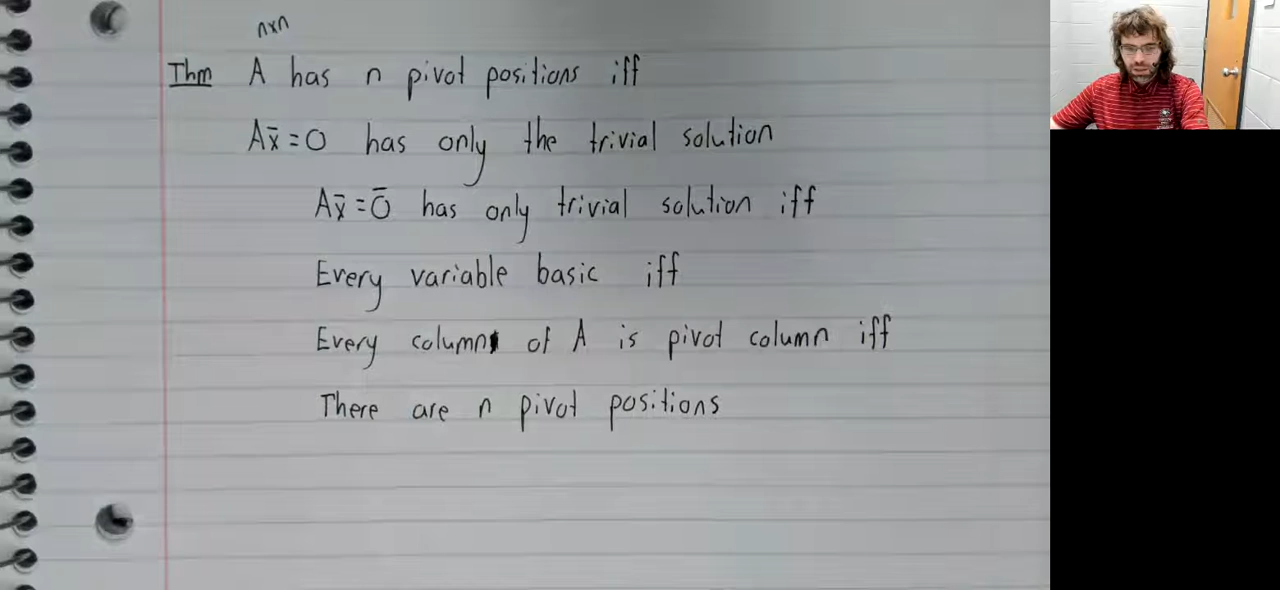 n×n
Thm A has n pivot positions iff
Ax̄=0 has only the trivial solution
Ax̄=0̄ has only trivial solution iff
Every variable basic iff
Every column of A is pivot column iff
There are n pivot positions